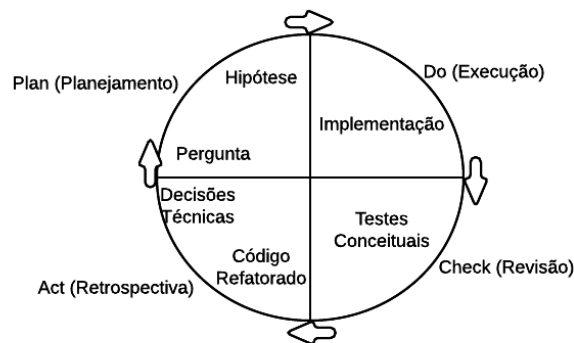 Plan (Planejamento)
Hipótese
Pergunta
Do (Execução)
Implementação
Decisões
Técnicas
Código
Refatorado
Act (Retrospectiva)
Testes
Conceituais
Check (Revisão)